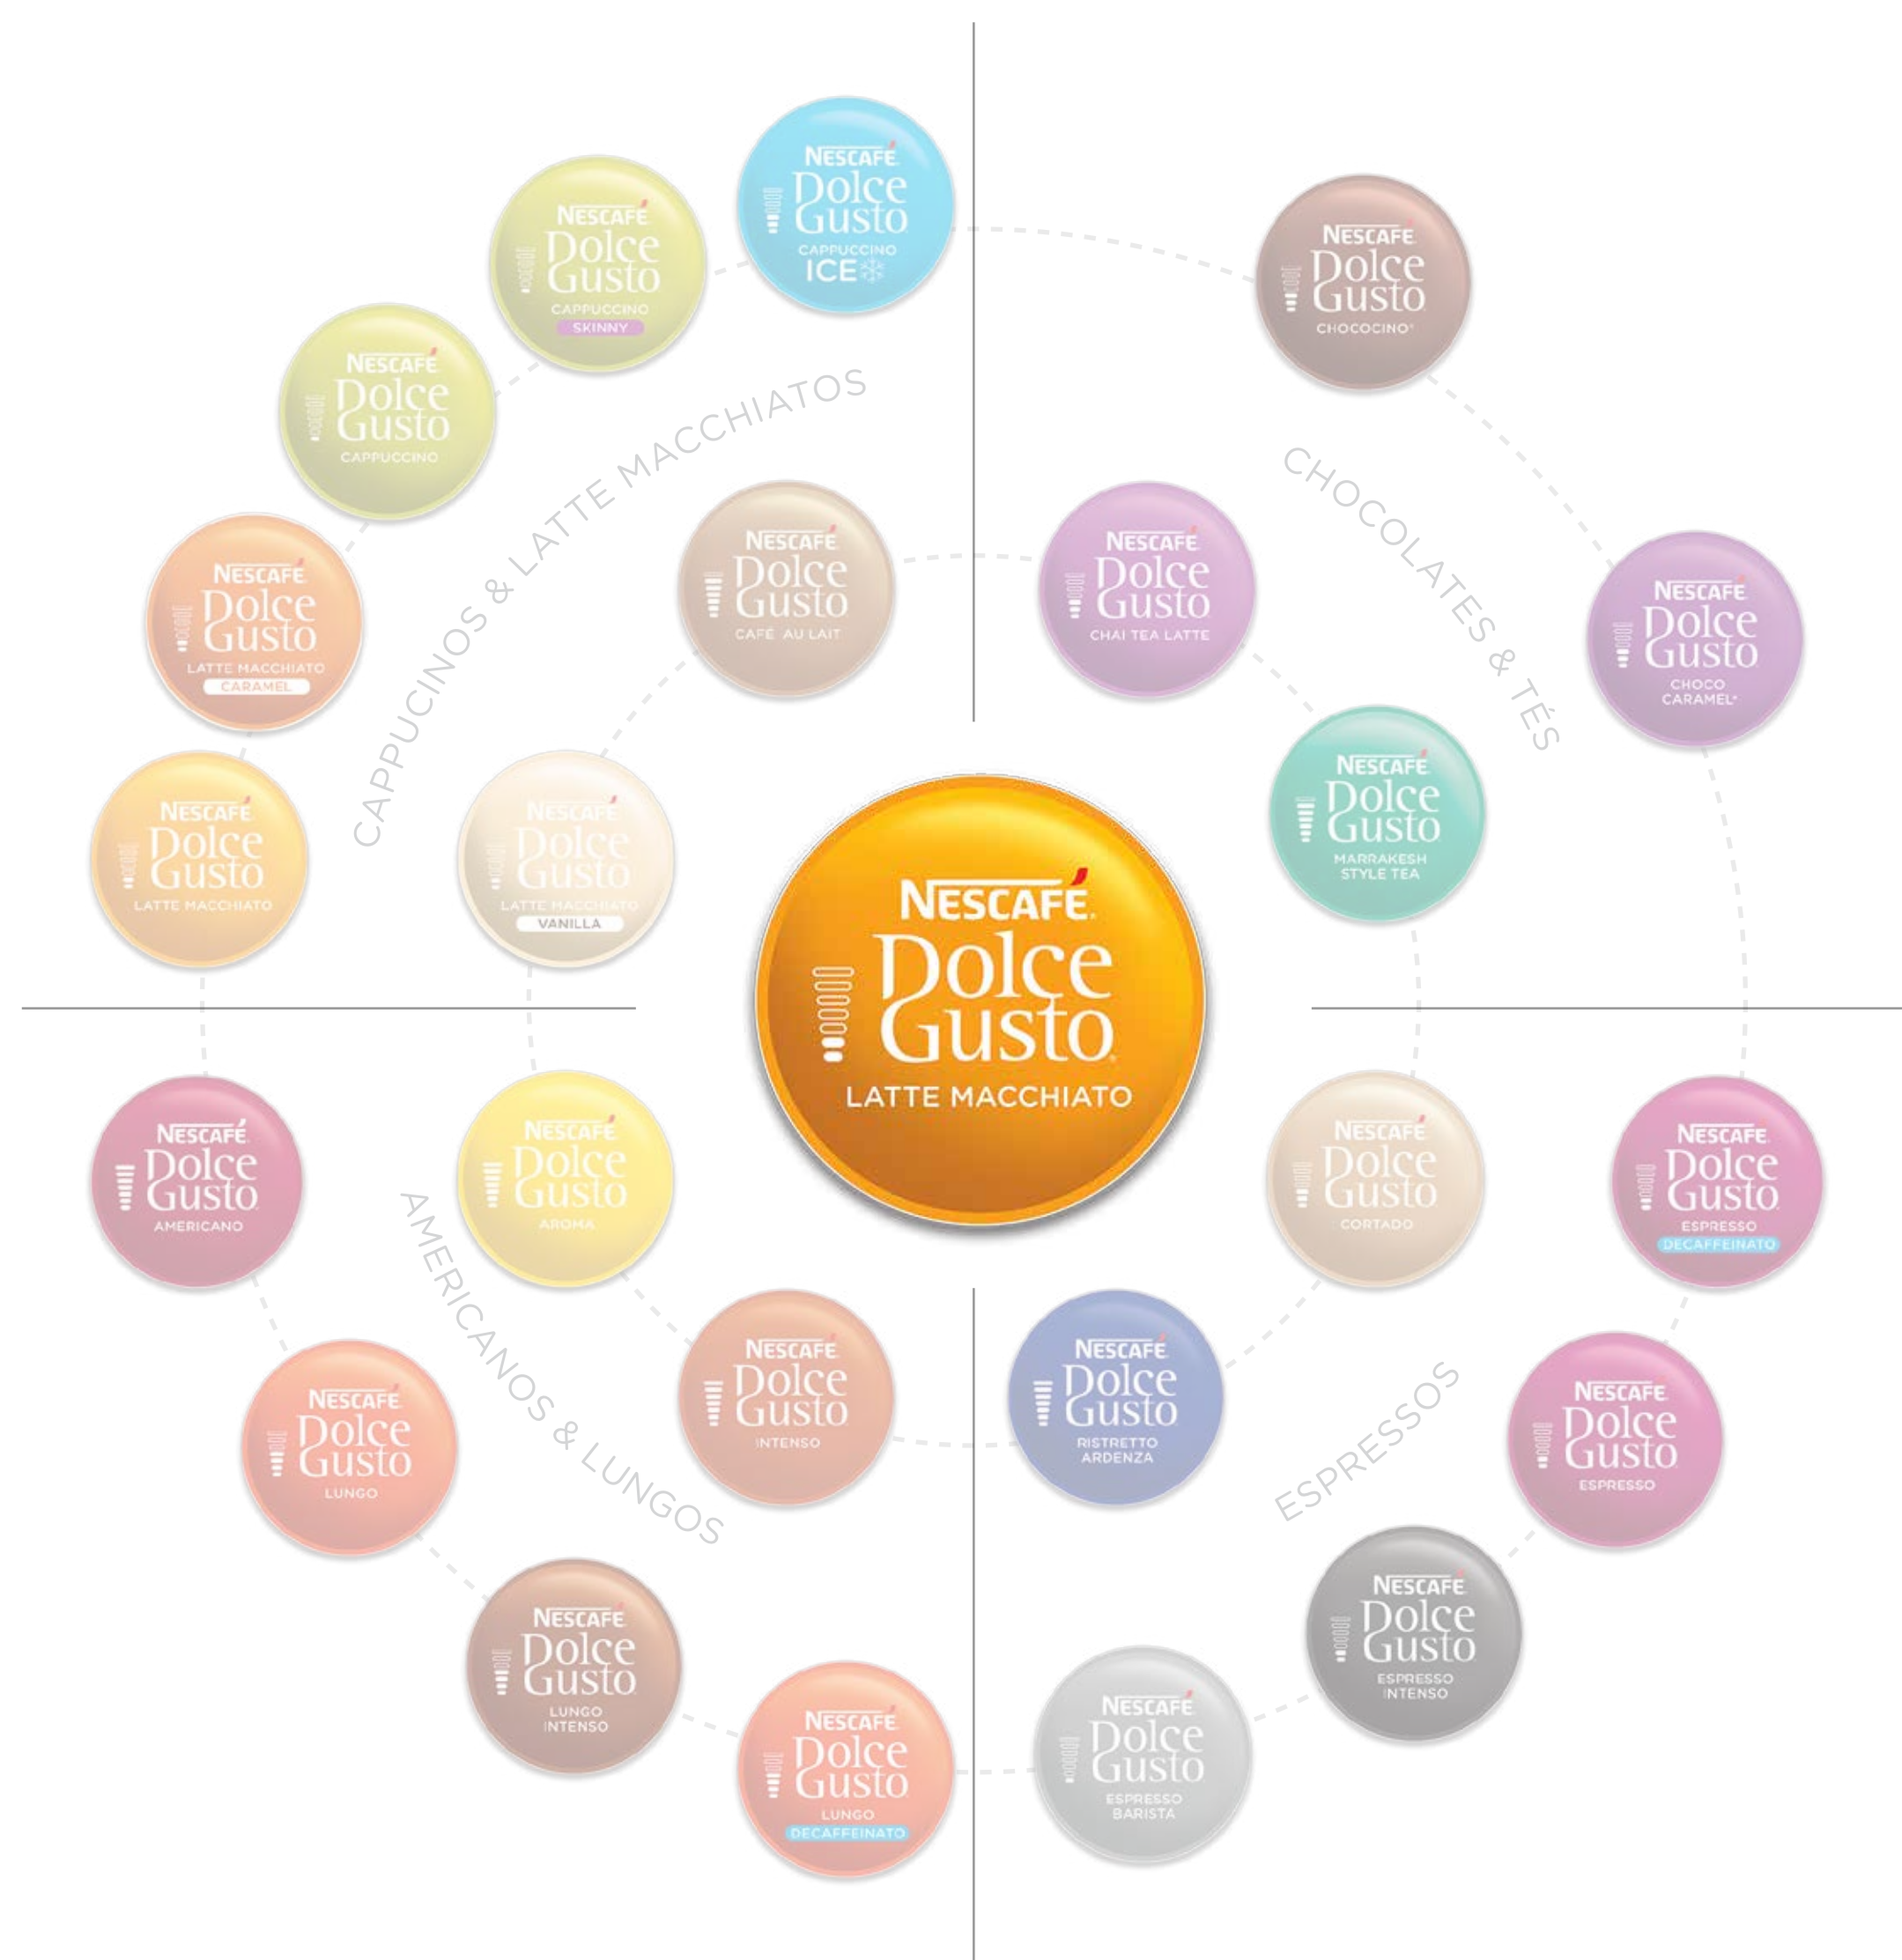 NESCAFÉ
Dolce
Gusto
CAPPUCCINO
ICE
NESCAFÉ
Dolce
Gusto
CAPPUCCINO
SKINNY
NESCAFÉ
Dolce
Gusto
CAPPUCCINO
NESCAFÉ
Dolce
Gusto
LATTE MACCHIATO
CARAMEL
NESCAFÉ
Dolce
Gusto
LATTE MACCHIATO
CAPPUCINOS & LATTE MACCHIATOS
NESCAFÉ
Dolce
Gusto
CAFÉ AU LAIT
NESCAFÉ
Dolce
Gusto
LATTE MACCHIATO
VANILLA
NESCAFÉ
Dolce
Gusto
CHOCOCINO*
NESCAFÉ
Dolce
Gusto
CHOCO
CARAMEL*
CHOCOLATES & TÉS
NESCAFÉ
Dolce
Gusto
CHAI TEA LATTE
NESCAFÉ
Dolce
Gusto
MARRAKESH
STYLE TEA
NESCAFÉ®
Dolce
Gusto®
LATTE MACCHIATO
NESCAFÉ
Dolce
Gusto
AMERICANO
NESCAFÉ
Dolce
Gusto
AROMA
AMERICANOS & LUNGOS
NESCAFÉ
Dolce
Gusto
LUNGO
NESCAFÉ
Dolce
Gusto
INTENSO
NESCAFÉ
Dolce
Gusto
LUNGO
INTENSO
NESCAFÉ
Dolce
Gusto
LUNGO
DECAFFEINATO
NESCAFÉ
Dolce
Gusto
CORTADO
NESCAFÉ
Dolce
Gusto
ESPRESSO
DECAFFEINATO
NESCAFÉ
Dolce
Gusto
RISTRETTO
ARDENZA
ESPRESSOS
NESCAFÉ
Dolce
Gusto
ESPRESSO
NESCAFÉ
Dolce
Gusto
ESPRESSO
INTENSO
NESCAFÉ
Dolce
Gusto
ESPRESSO
BARISTA